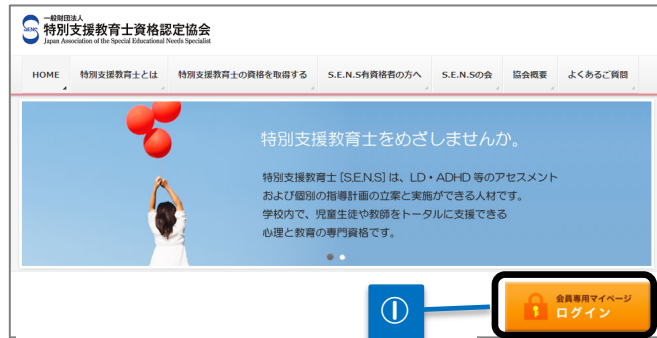 一般財団法人
SENS
特別支援教育士資格認定協会
Japan Association of the Special Educational Needs Specialist
HOME 特別支援教育士とは 特別支援教育士の資格を取得する S.E.N.S有資格者の方へ S.E.N.Sの会 協会概要 よくあるご質問
特別支援教育士をめざしませんか。
特別支援教育士［S.E.N.S］は、LD・ADHD 等のアセスメント
および個別の指導計画の立案と実施ができる人材です。
学校内で、児童生徒や教師をトータルに支援できる
心理と教育の専門資格です。
①
会員専用マイページ
ログイン